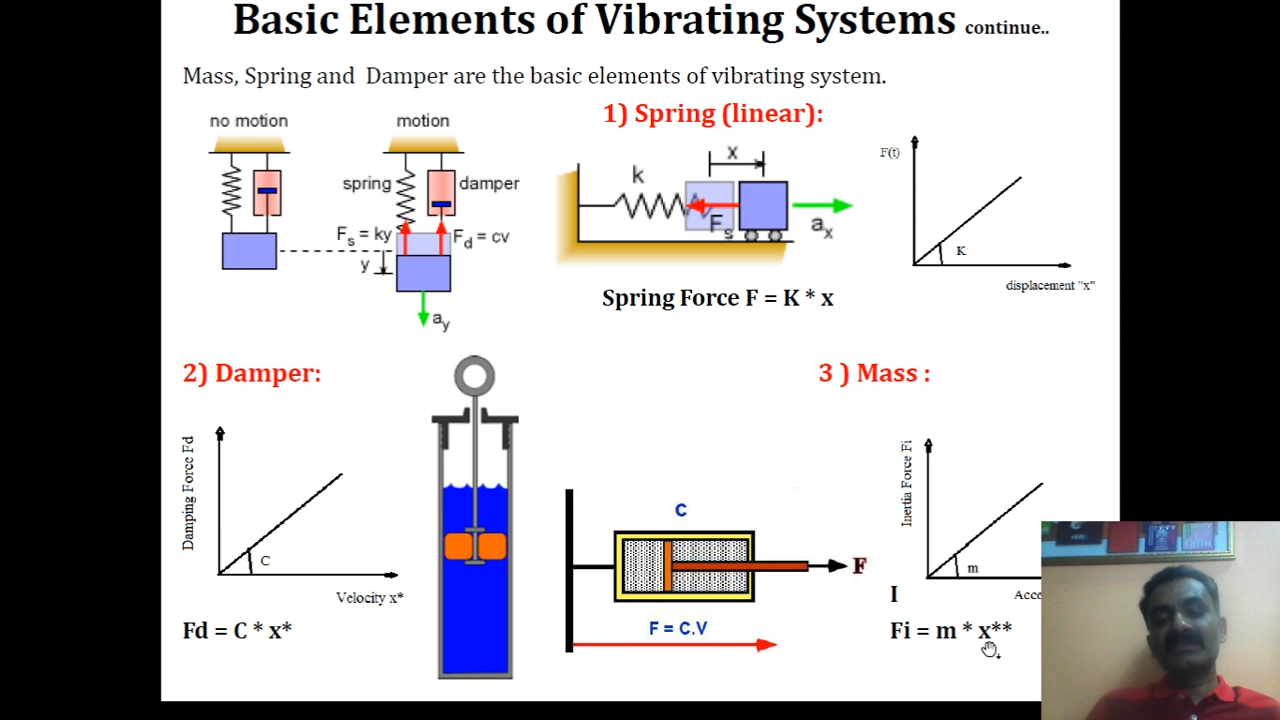 Basic Elements of Vibrating Systems continue..
Mass, Spring and Damper are the basic elements of vibrating system.
no motion
motion
spring
damper
Fs = ky
Fd = cv
y
ay
1) Spring (linear):
x
k
Fs
ax
Spring Force F = K * x
F(t)
K
displacement "x"
2) Damper:
Damping Force Fd
C
Velocity x*
Fd = C * x*
C
F
F = C.V
3 ) Mass :
Inertia Force Fi
m
I
Fi = m * x**